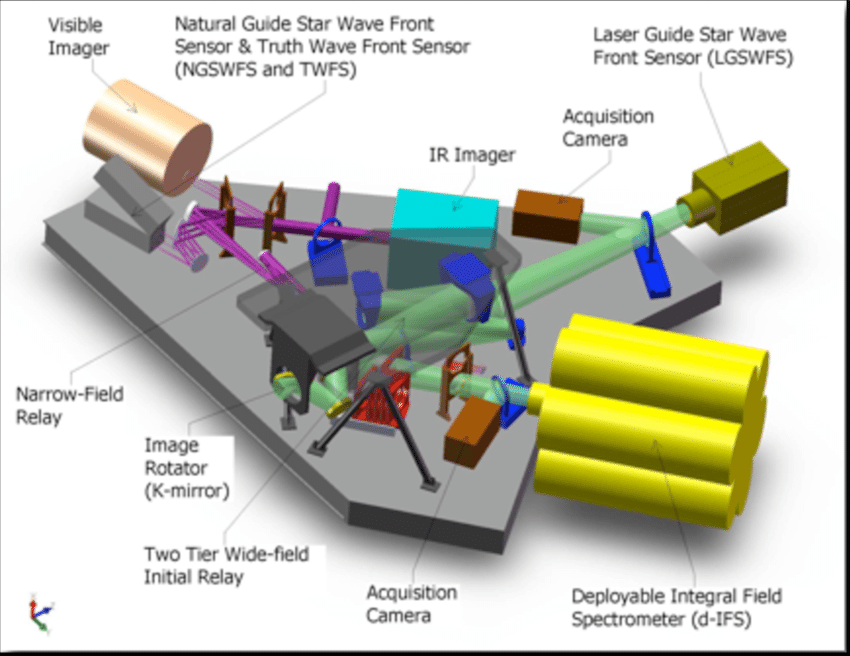 Visible
Imager
Natural Guide Star Wave Front
Sensor & Truth Wave Front Sensor
(NGSWFS and TWFS)
Laser Guide Star Wave
Front Sensor (LGSWFS)
Acquisition
Camera
IR Imager
Narrow-Field
Relay
Image
Rotator
(K-mirror)
Two Tier Wide-field
Initial Relay
Acquisition
Camera
Deployable Integral Field
Spectrometer (d-IFS)